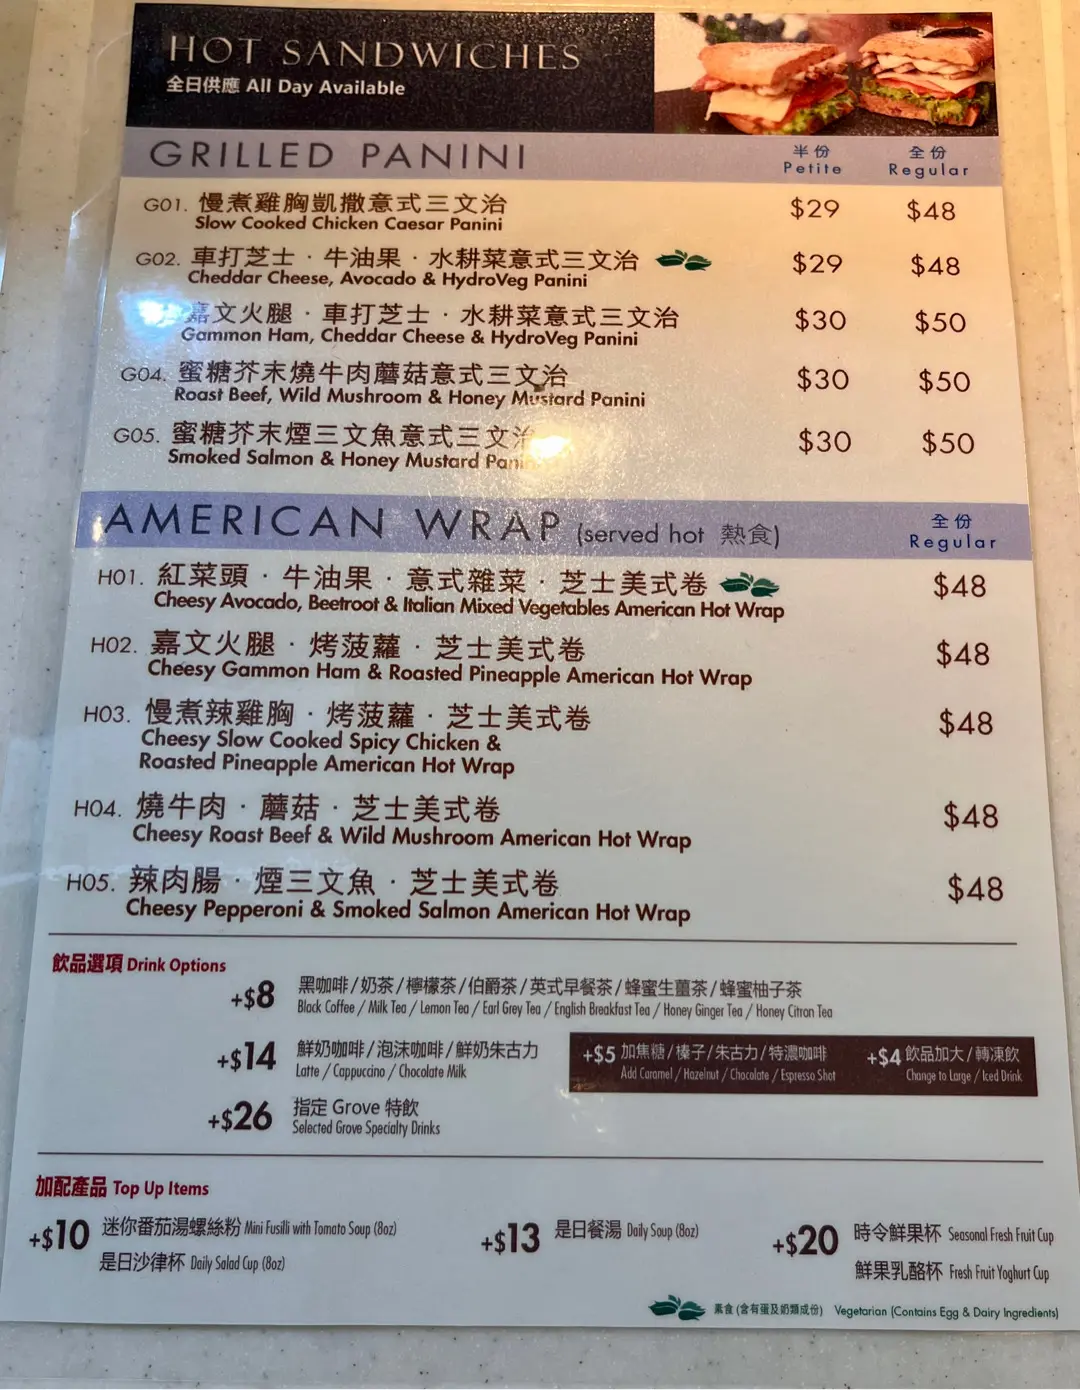 HOT SANDWICHES
全日供應 All Day Available
GRILLED PANINI
半份 全份
Petite Regular
G01. 慢煮雞胸凱撒意式三文治 $29 $48
Slow Cooked Chicken Caesar Panini
G02. 車打芝士·牛油果·水耕菜意式三文治 $29 $48
Cheddar Cheese, Avocado & HydroVeg Panini
嘉文火腿·車打芝士·水耕菜意式三文治 $30 $50
Gammon Ham, Cheddar Cheese & HydroVeg Panini
G04. 蜜糖芥末燒牛肉蘑菇意式三文治 $30 $50
Roast Beef, Wild Mushroom & Honey Mustard Panini
G05. 蜜糖芥末煙三文魚意式三文治 $30 $50
Smoked Salmon & Honey Mustard Panini
AMERICAN WRAP (served hot 熱食) 全份
Regular
H01. 紅菜頭·牛油果·意式雜菜·芝士美式卷 $48
Cheesy Avocado, Beetroot & Italian Mixed Vegetables American Hot Wrap
H02. 嘉文火腿·烤菠蘿·芝士美式卷 $48
Cheesy Gammon Ham & Roasted Pineapple American Hot Wrap
H03. 慢煮辣雞胸·烤菠蘿·芝士美式卷 $48
Cheesy Slow Cooked Spicy Chicken &
Roasted Pineapple American Hot Wrap
H04. 燒牛肉·蘑菇·芝士美式卷 $48
Cheesy Roast Beef & Wild Mushroom American Hot Wrap
H05. 辣肉腸·煙三文魚·芝士美式卷 $48
Cheesy Pepperoni & Smoked Salmon American Hot Wrap
飲品選項 Drink Options
+$8 黑咖啡/奶茶/檸檬茶/伯爵茶/英式早餐茶/蜂蜜生薑茶/蜂蜜柚子茶
Black Coffee / Milk Tea / Lemon Tea / Earl Grey Tea / English Breakfast Tea / Honey Ginger Tea / Honey Citron Tea
+$14 鮮奶咖啡/泡沫咖啡/鮮奶朱古力
Latte / Cappuccino / Chocolate Milk
+$5 加焦糖/榛子/朱古力/特濃咖啡
Add Caramel / Hazelnut / Chocolate / Espresso Shot
+$4 飲品加大/轉凍飲
Change to Large / Iced Drink
+$26 指定 Grove 特飲
Selected Grove Specialty Drinks
加配產品 Top Up Items
+$10 迷你番茄湯螺絲粉 Mini Fusilli with Tomato Soup (8oz)
是日沙律杯 Daily Salad Cup (8oz)
+$13 是日餐湯 Daily Soup (8oz)
+$20 時令鮮果杯 Seasonal Fresh Fruit Cup
鮮果乳酪杯 Fresh Fruit Yoghurt Cup
素食 (含有蛋及奶類成份) Vegetarian (Contains Egg & Dairy Ingredients)